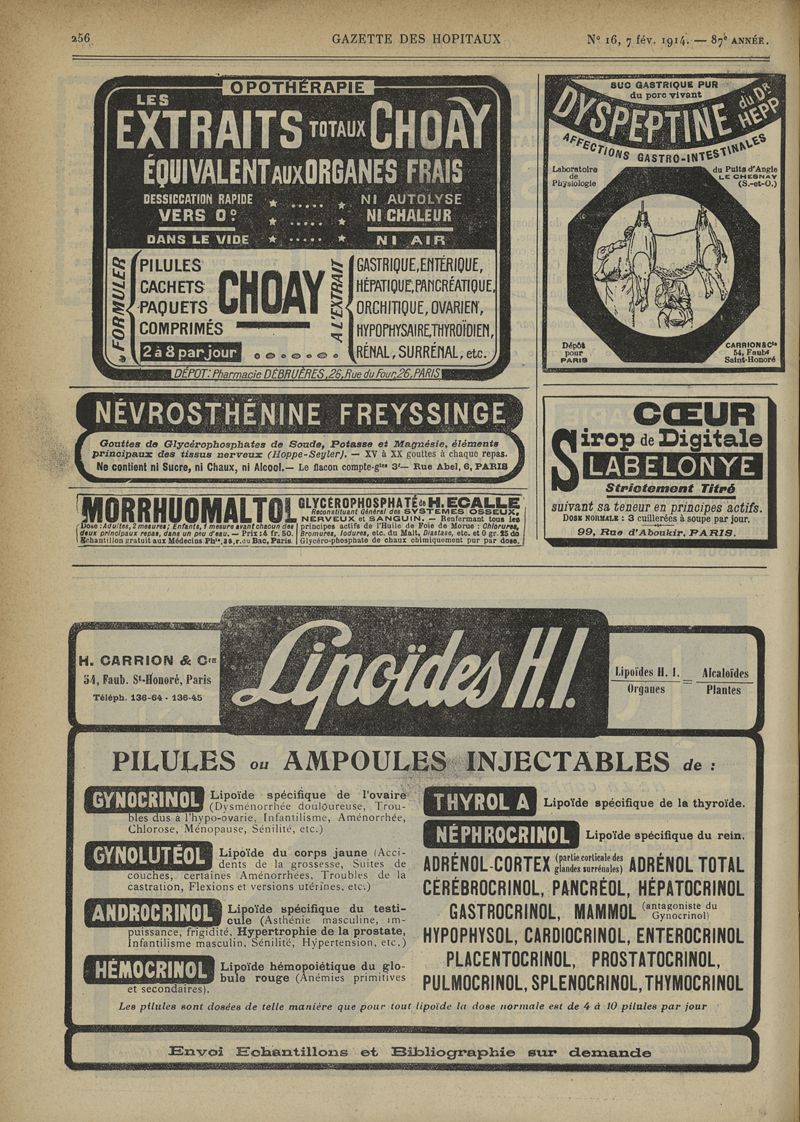 256
GAZETTE DES HOPITAUX
N° 16, 7 fév. 1914. — 87e ANNÉE.
OPOTHÉRAPIE
LES
EXTRAITS TOTAUX CHOAY
ÉQUIVALENT AUX ORGANES FRAIS
DESSICCATION RAPIDE ★ ..... ★ NI AUTOLYSE
VERS 0° ★ ..... ★ NI CHALEUR
DANS LE VIDE ★ ..... ★ NI AIR
FORMULER
PILULES
CACHETS
PAQUETS
COMPRIMÉS
2 à 8 par jour
CHOAY
À L'EXTRAIT
GASTRIQUE, ENTÉRIQUE,
HÉPATIQUE, PANCRÉATIQUE,
ORCHITIQUE, OVARIEN,
HYPOPHYSAIRE, THYROÏDIEN,
RÉNAL, SURRÉNAL, etc.
DÉPOT: Pharmacie DEBRUÈRES, 26, Rue du Four, 26, PARIS
SUC GASTRIQUE PUR
du porc vivant
DYSPEPTINE du Dr HEPP
AFFECTIONS GASTRO-INTESTINALES
Laboratoire
de
Physiologie
du Puits d'Angle
LE CHESNAY
(S.-et-O.)
Dépôt
pour
PARIS
CARRION & Cie
54, Faubg
Saint-Honoré
NÉVROSTHÉNINE FREYSSINGE
Gouttes de Glycérophosphates de Soude, Potasse et Magnésie, éléments
principaux des tissus nerveux (Hoppe-Seyler). — XV à XX gouttes à chaque repas.
Ne contient ni Sucre, ni Chaux, ni Alcool.— Le flacon compte-gtes 3f— Rue Abel, 6, PARIS
MORRHUOMALTOL
Dose: Adultes, 2 mesures; Enfants, 1 mesure avant chacun des
deux principaux repas, dans un peu d'eau. — Prix: 4 fr. 50.
Échantillon gratuit aux Médecins. Phie, 38, r. du Bac, Paris.
GLYCÉROPHOSPHATÉ de H. ECALLE
Reconstituant Général des SYSTÈMES OSSEUX,
NERVEUX et SANGUIN. — Renfermant tous les
principes actifs de l'Huile de Foie de Morue: Chlorures,
Bromures, Iodures, etc. du Malt, Diastase, etc. et 0 gr. 25 de
Glycéro-phosphate de chaux chimiquement pur par dose.
CŒUR
Sirop de Digitale
LABELONYE
Strictement Titré
suivant sa teneur en principes actifs.
DOSE NORMALE : 3 cuillerées à soupe par jour.
99, Rue d'Aboukir, PARIS.
H. CARRION & Cie
54, Faub. St-Honoré, Paris
Téléph. 136-64 - 136-45
Lipoïdes H.I.
Lipoïdes H. I. = Alcaloïdes
Organes Plantes
PILULES ou AMPOULES INJECTABLES de :
GYNOCRINOL Lipoïde spécifique de l'ovaire
(Dysménorrhée douloureuse, Trou-
bles dus à l'hypo-ovarie, Infantilisme, Aménorrhée,
Chlorose, Ménopause, Sénilité, etc.)
GYNOLUTÉOL Lipoïde du corps jaune (Acci-
dents de la grossesse, Suites de
couches, certaines Aménorrhées, Troubles de la
castration, Flexions et versions utérines, etc.)
ANDROCRINOL Lipoïde spécifique du testi-
cule (Asthénie masculine, im-
puissance, frigidité, Hypertrophie de la prostate,
Infantilisme masculin, Sénilité, Hypertension, etc.)
HÉMOCRINOL Lipoïde hémopoiétique du glo-
bule rouge (Anémies primitives
et secondaires).
THYROL A Lipoïde spécifique de la thyroïde.
NÉPHROCRINOL Lipoïde spécifique du rein.
ADRÉNOL-CORTEX (partie corticale des glandes surrénales) ADRÉNOL TOTAL
CÉRÉBROCRINOL, PANCRÉOL, HÉPATOCRINOL
GASTROCRINOL, MAMMOL (antagoniste du Gynocrinol)
HYPOPHYSOL, CARDIOCRINOL, ENTEROCRINOL
PLACENTOCRINOL, PROSTATOCRINOL,
PULMOCRINOL, SPLENOCRINOL, THYMOCRINOL
Les pilules sont dosées de telle manière que pour tout lipoïde la dose normale est de 4 à 10 pilules par jour
Envoi Echantillons et Bibliographie sur demande